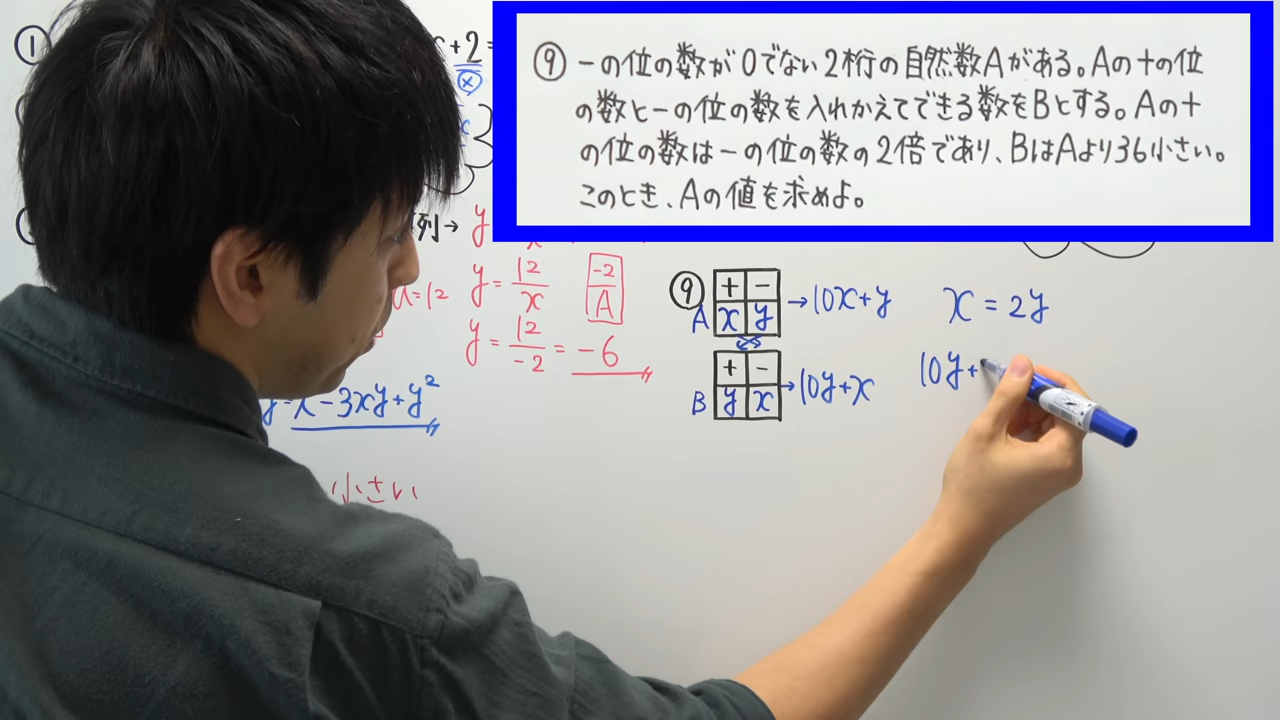 ⑨ 一の位の数が0でない2桁の自然数Aがある。Aの十の位
の数と一の位の数を入れかえてできる数をBとする。Aの十
の位の数は一の位の数の2倍であり、BはAより36小さい。
このとき、Aの値を求めよ。
①
+2=
(x)
列→ y
a=12
y=12/x
-2
A
y=12/-2=-6
y=x-3xy+y²
小さい
⑨
十 一
A x y →10x+y
x=2y
十 一
B y x →10y+x
10y+